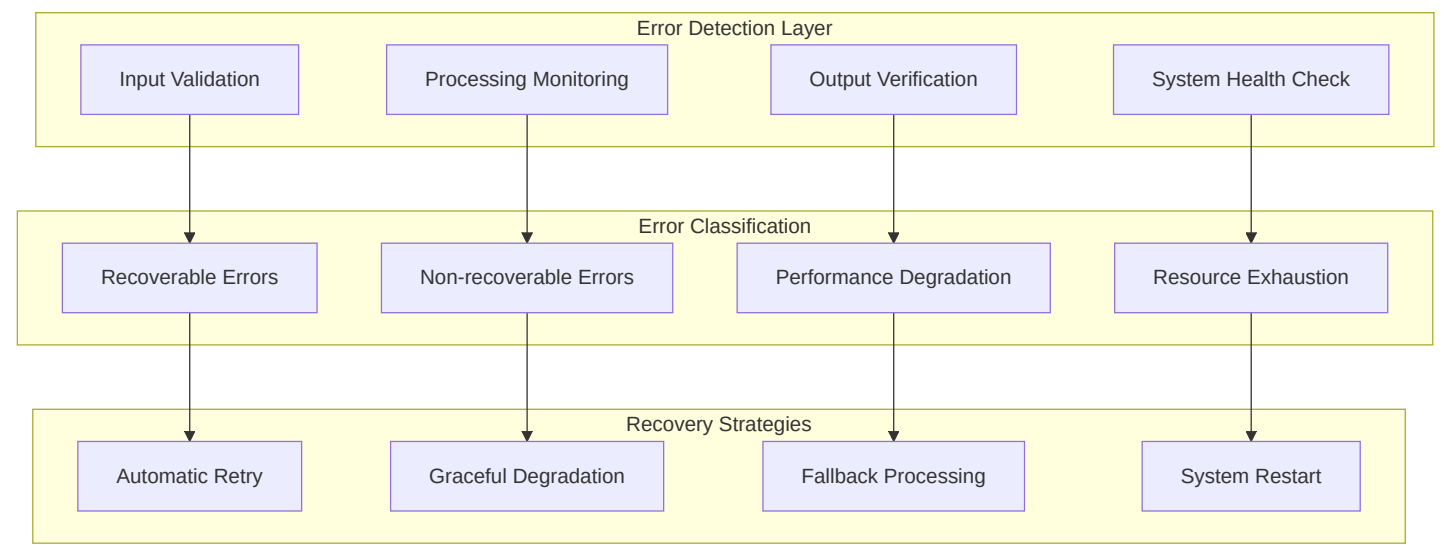 Error Detection Layer
Input Validation
Processing Monitoring
Output Verification
System Health Check
Error Classification
Recoverable Errors
Non-recoverable Errors
Performance Degradation
Resource Exhaustion
Recovery Strategies
Automatic Retry
Graceful Degradation
Fallback Processing
System Restart